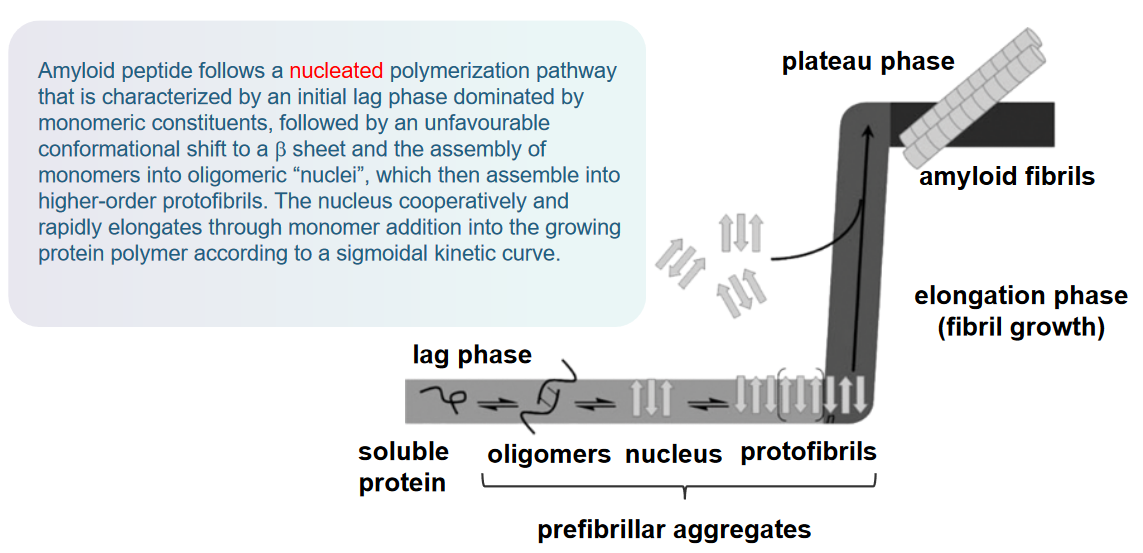 Amyloid peptide follows a nucleated polymerization pathway
that is characterized by an initial lag phase dominated by
monomeric constituents, followed by an unfavourable
conformational shift to a β sheet and the assembly of
monomers into oligomeric “nuclei”, which then assemble into
higher-order protofibrils. The nucleus cooperatively and
rapidly elongates through monomer addition into the growing
protein polymer according to a sigmoidal kinetic curve.
plateau phase
amyloid fibrils
elongation phase
(fibril growth)
lag phase
n
soluble
protein
oligomers
nucleus
protofibrils
prefibrillar aggregates